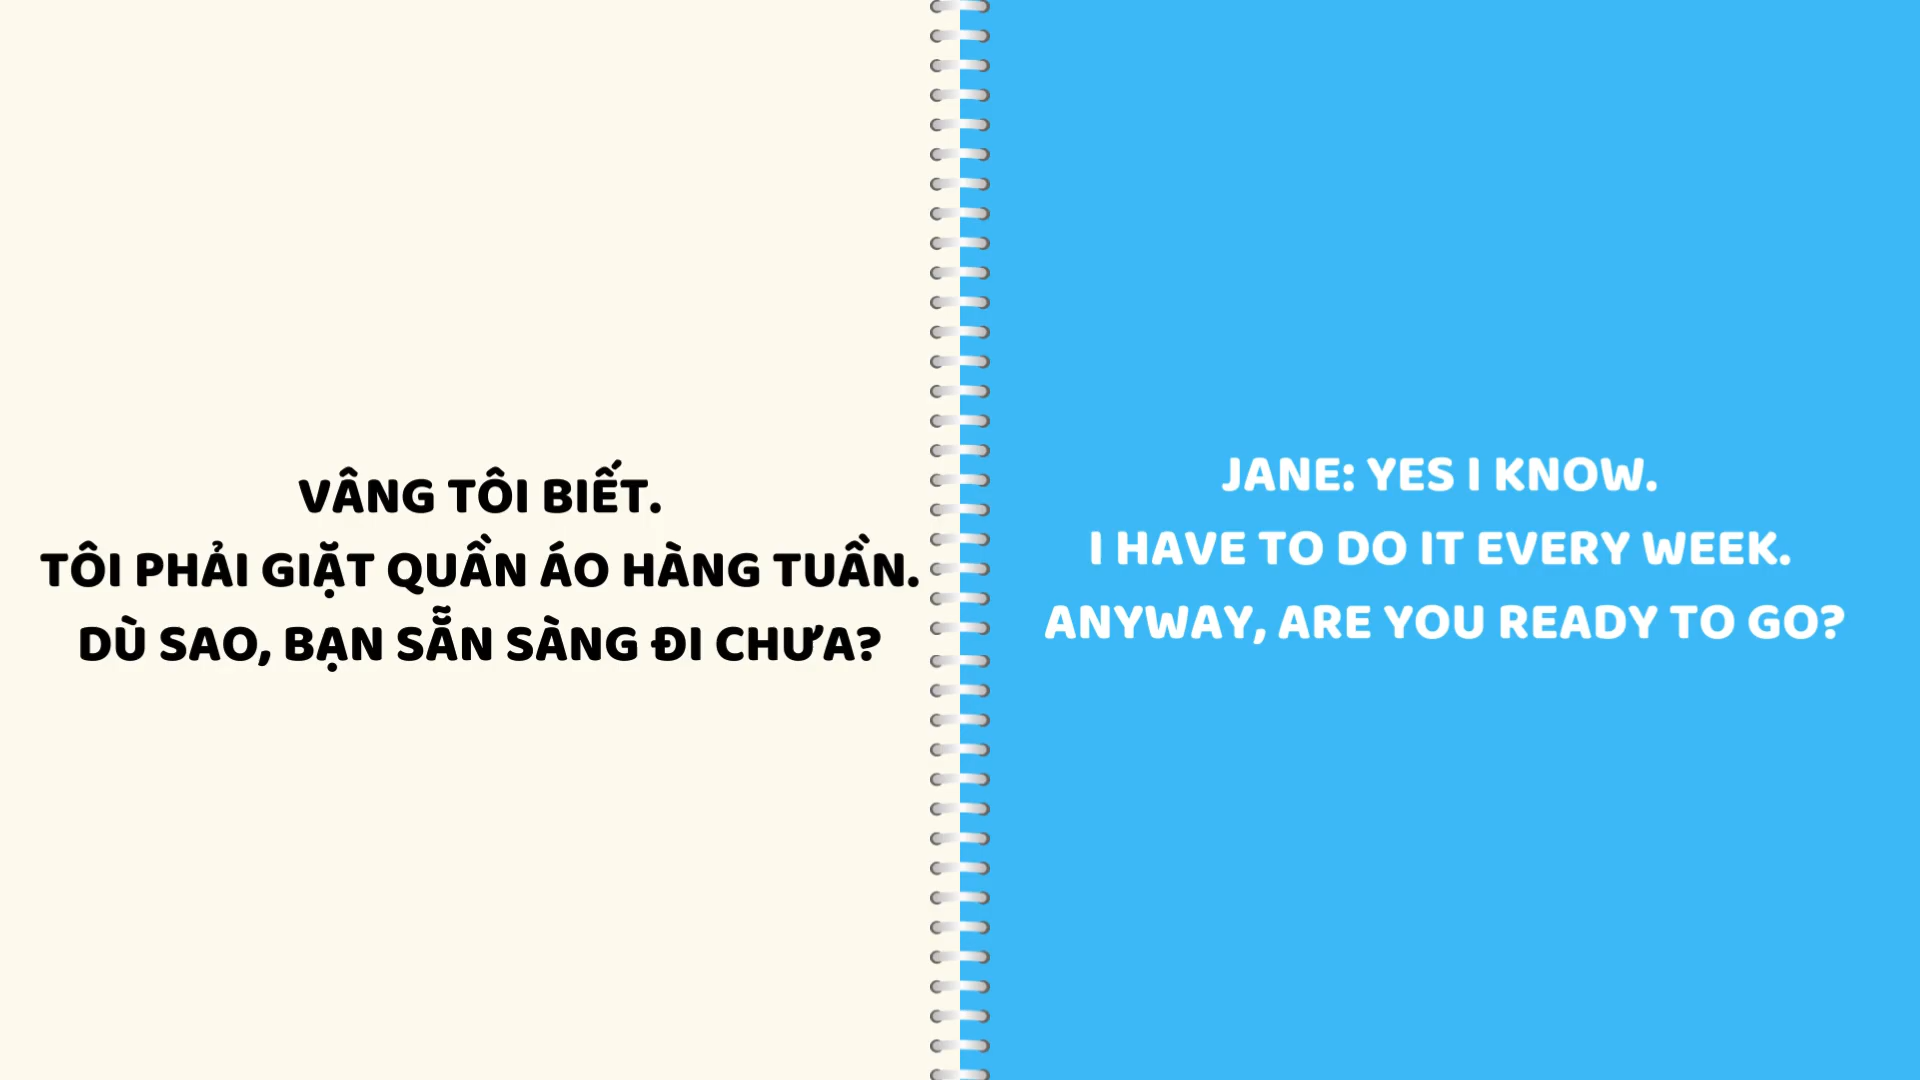 VÂNG TÔI BIẾT.
TÔI PHẢI GIẶT QUẦN ÁO HÀNG TUẦN.
DÙ SAO, BẠN SẴN SÀNG ĐI CHƯA?
JANE: YES I KNOW.
I HAVE TO DO IT EVERY WEEK.
ANYWAY, ARE YOU READY TO GO?